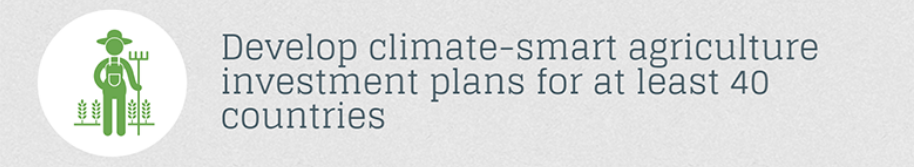 Develop climate-smart agriculture
investment plans for at least 40
countries